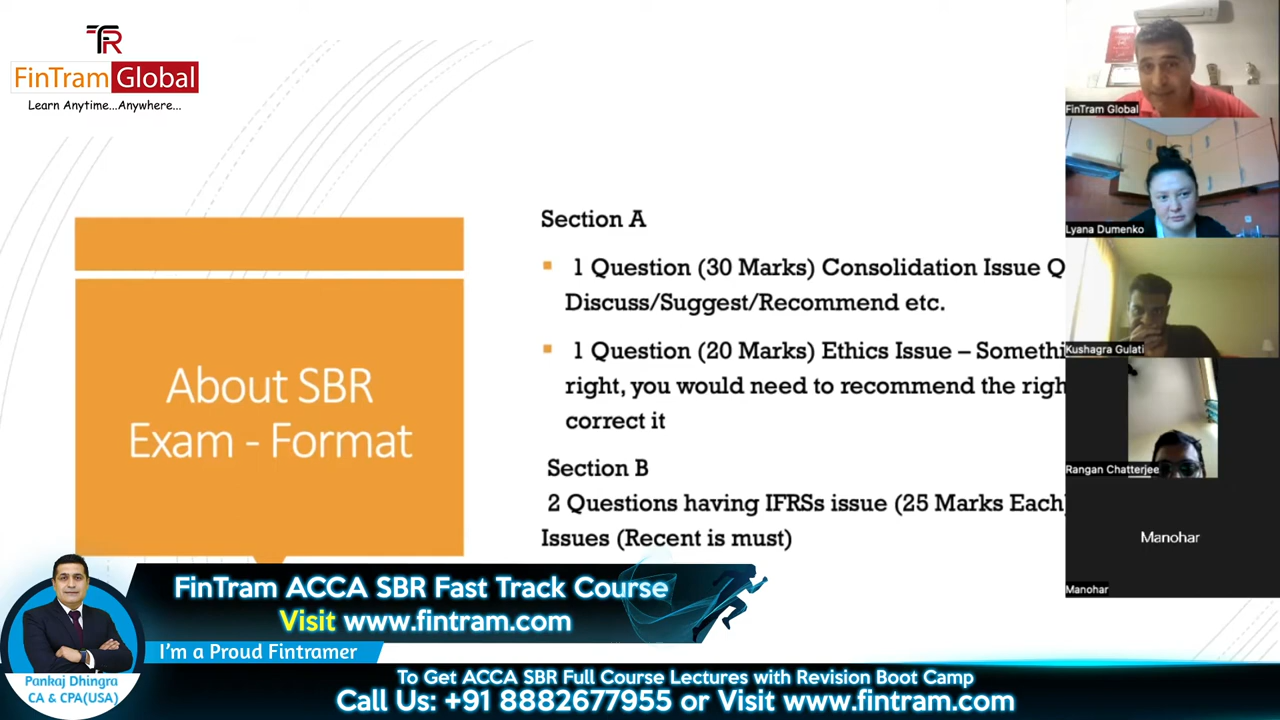 FR
FinTram Global
Learn Anytime...Anywhere...
About SBR
Exam - Format
Section A
1 Question (30 Marks) Consolidation Issue Q
Discuss/Suggest/Recommend etc.
1 Question (20 Marks) Ethics Issue – Somethi
right, you would need to recommend the righ
correct it
Section B
2 Questions having IFRSs issue (25 Marks Each)
Issues (Recent is must)
FinTram Global
Lyana Dumenko
Kushagra Gulati
Rangan Chatterjee
Manohar
Manohar
FinTram ACCA SBR Fast Track Course
Visit www.fintram.com
I'm a Proud Fintramer
Pankaj Dhingra
CA & CPA(USA)
To Get ACCA SBR Full Course Lectures with Revision Boot Camp
Call Us: +91 8882677955 or Visit www.fintram.com